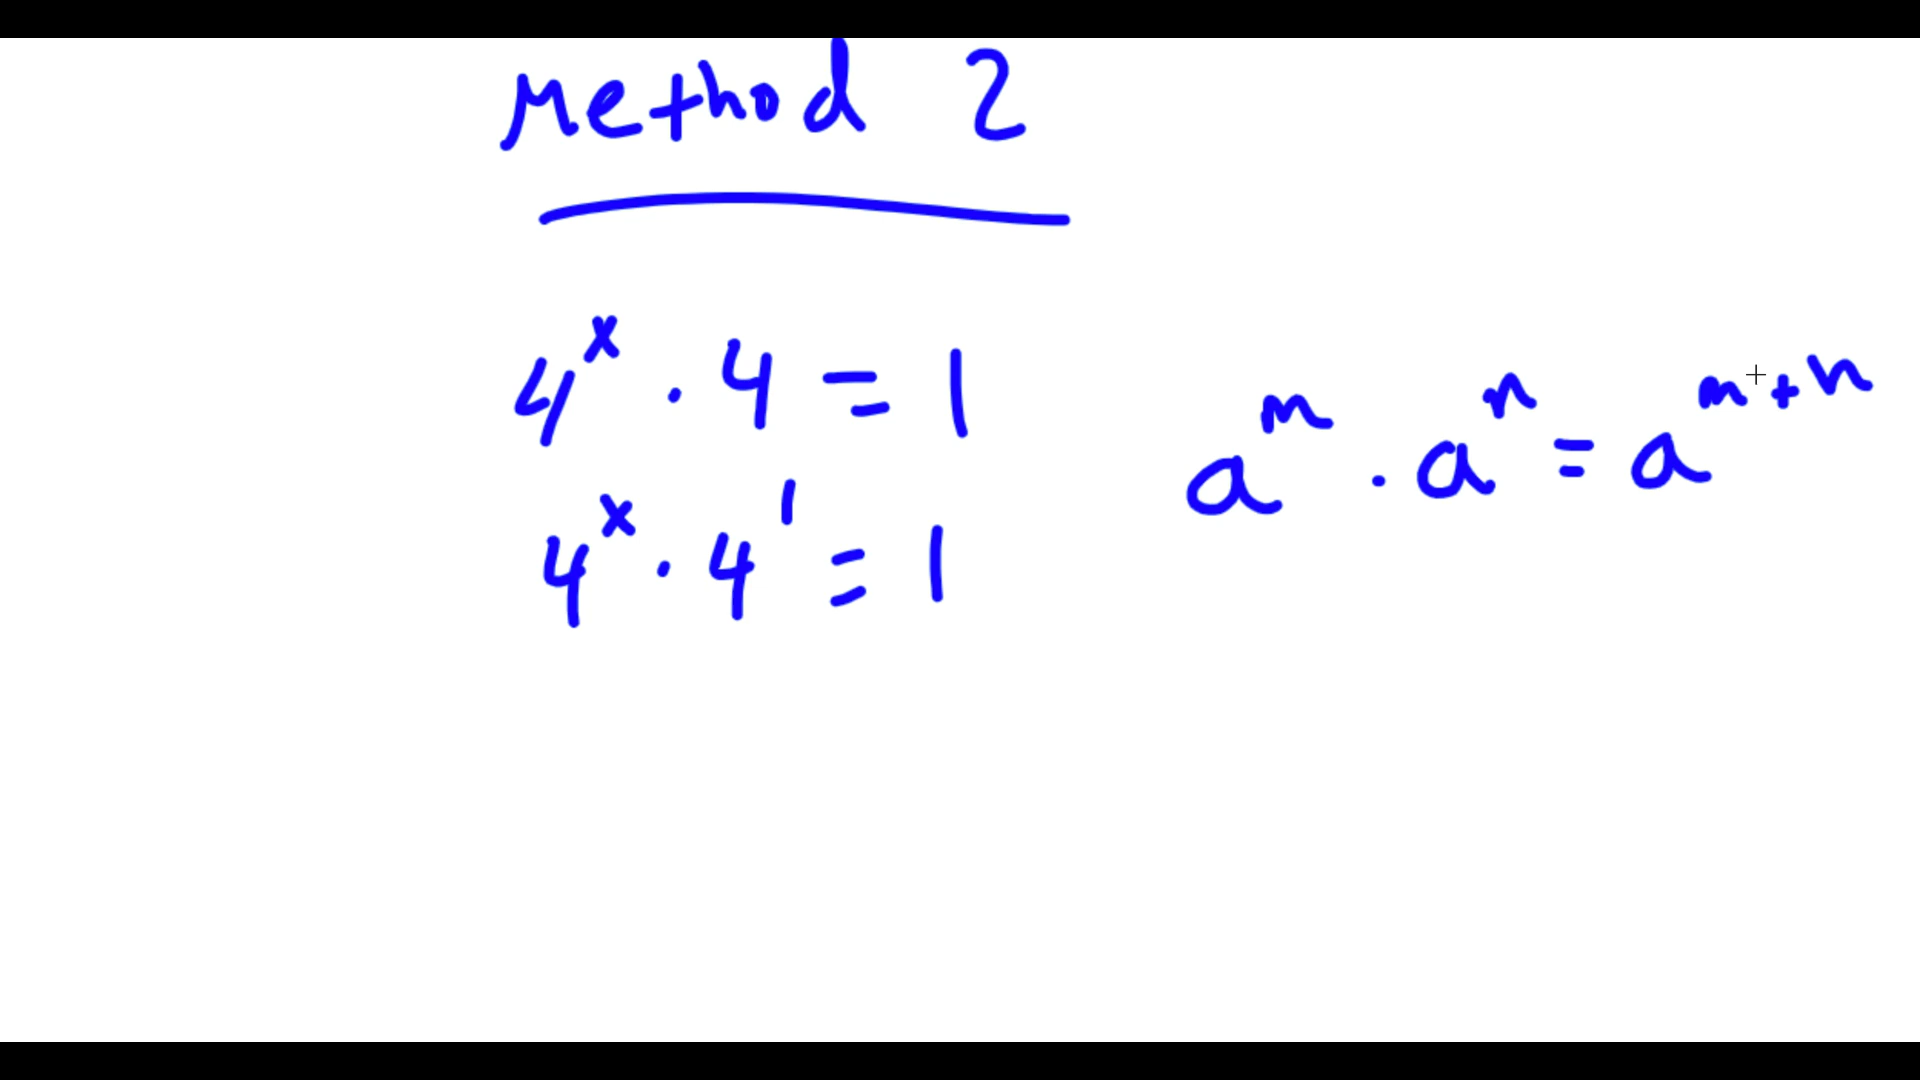 Method 2
4^x · 4 = 1
a^m · a^n = a^{m+n}
4^x · 4^1 = 1